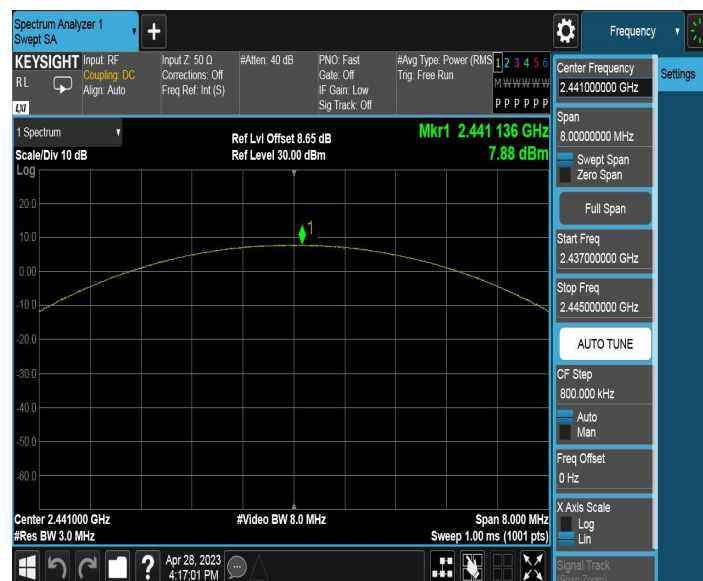 Spectrum Analyzer 1
Swept SA
Frequency
KEYSIGHT
RL
LXI
Input: RF
Coupling: DC
Align: Auto
Input Z: 50 Ω
Corrections: Off
Freq Ref: Int (S)
#Atten: 40 dB
PNO: Fast
Gate: Off
IF Gain: Low
Sig Track: Off
#Avg Type: Power (RMS
Trig: Free Run
1 2 3 4 5 6
M W W W W W
P P P P P P
1 Spectrum
Scale/Div 10 dB
Log
Ref Lvl Offset 8.65 dB
Ref Level 30.00 dBm
Mkr1 2.441 136 GHz
7.88 dBm
20.0
10.0
0.00
-10.0
-20.0
-30.0
-40.0
-50.0
-60.0
1
Center 2.441000 GHz
#Res BW 3.0 MHz
#Video BW 8.0 MHz
Span 8.000 MHz
Sweep 1.00 ms (1001 pts)
?
Apr 28, 2023
4:17:01 PM
Center Frequency
2.441000000 GHz
Span
8.00000000 MHz
Swept Span
Zero Span
Full Span
Start Freq
2.437000000 GHz
Stop Freq
2.445000000 GHz
AUTO TUNE
CF Step
800.000 kHz
Auto
Man
Freq Offset
0 Hz
X Axis Scale
Log
Lin
Signal Track
(Span Zoom)
Settings